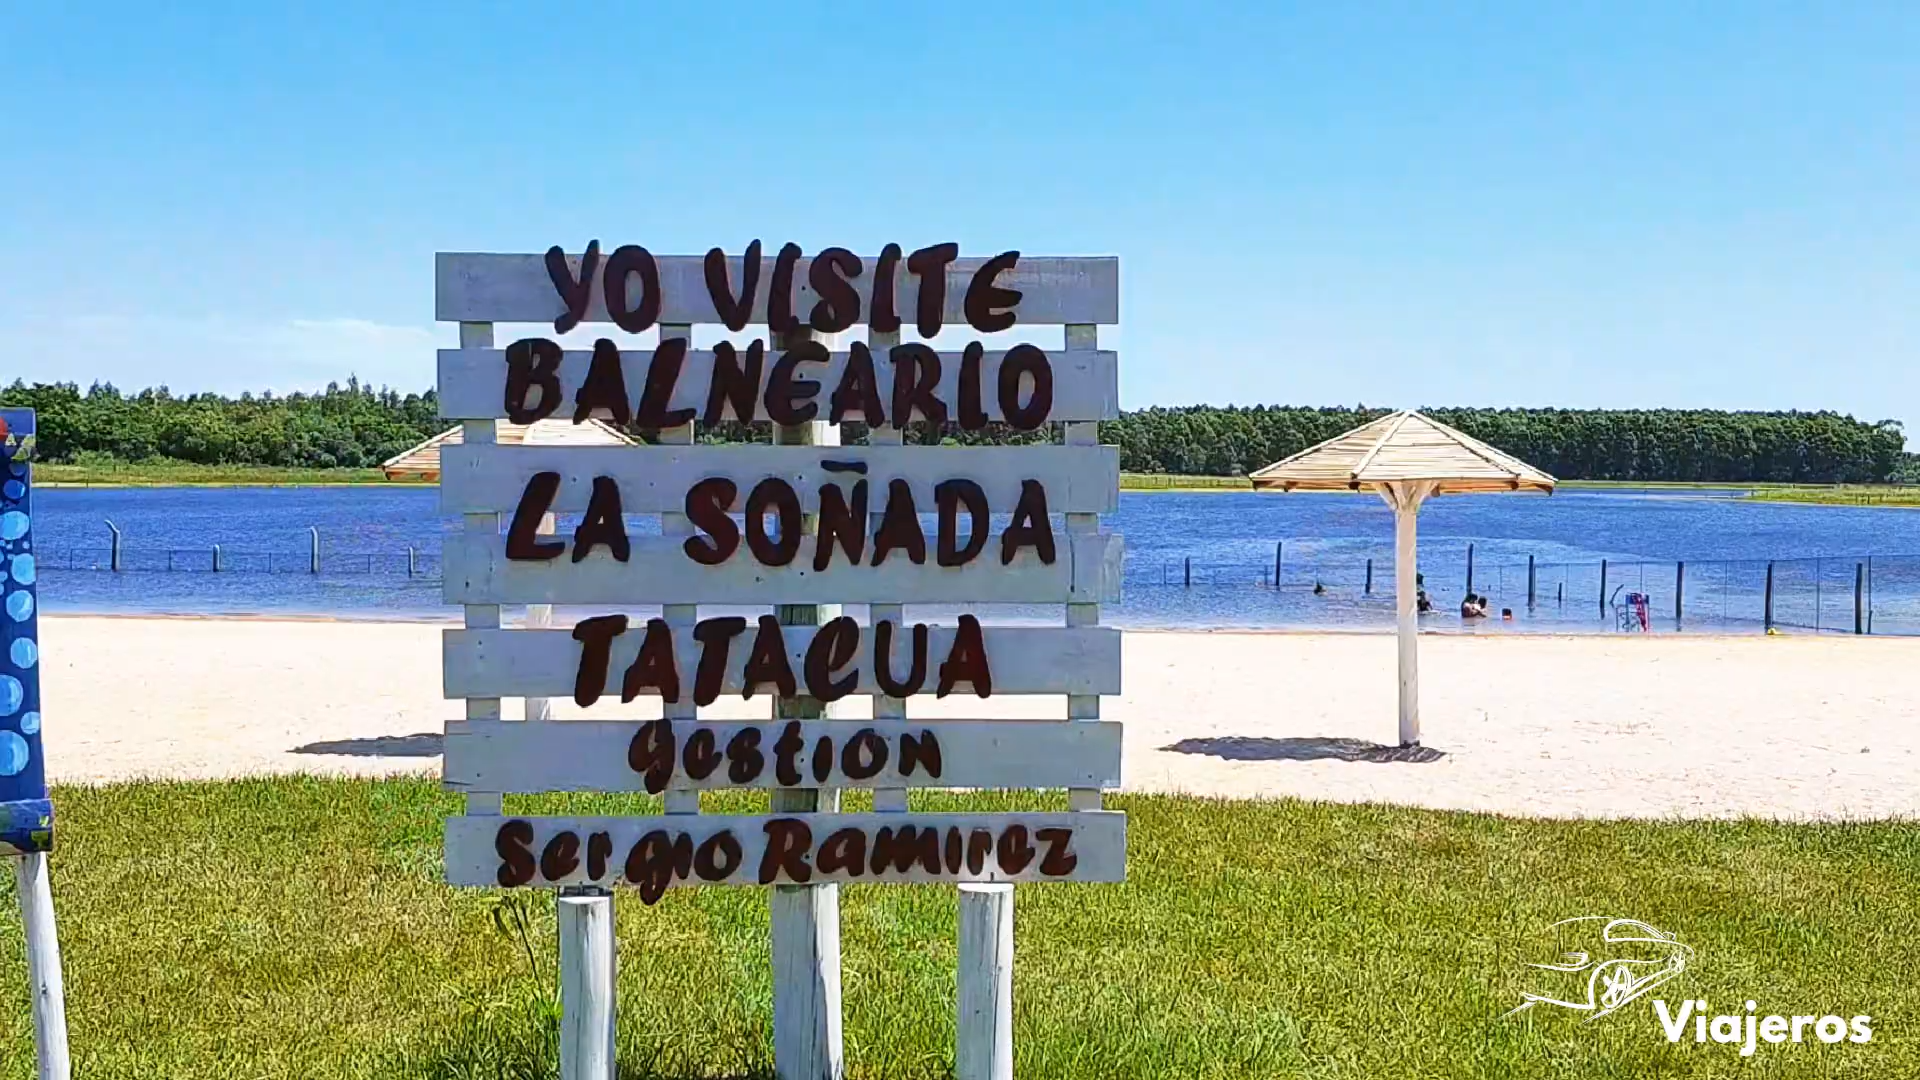 YO VISITE
BALNEARIO
LA SOÑADA
TATACUA
Gestion
Sergio Ramirez
Viajeros